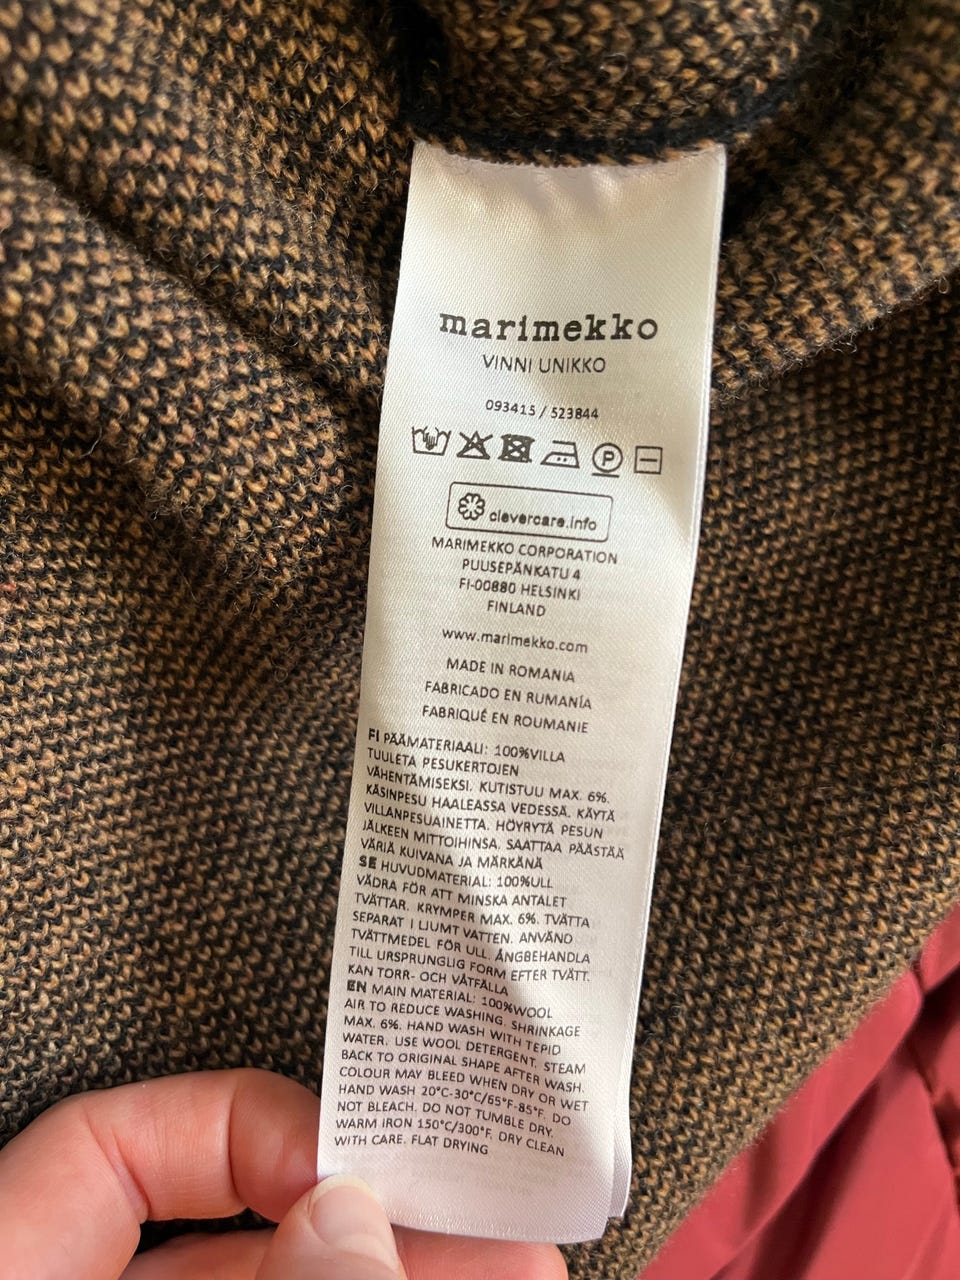 marimekko
VINNI UNIKKO
093415 / 523844
P
clevercare.info
MARIMEKKO CORPORATION
PUUSEPÄNKATU 4
FI-00880 HELSINKI
FINLAND
www.marimekko.com
MADE IN ROMANIA
FABRICADO EN RUMANÍA
FABRIQUÉ EN ROUMANIE
FI PÄÄMATERIAALI: 100%VILLA
TUULETA PESUKERTOJEN
VÄHENTÄMISEKSI. KUTISTUU MAX. 6%.
KÄSINPESU HAALEASSA VEDESSÄ. KÄYTÄ
VILLANPESUAINETTA. HÖYRYTÄ PESUN
JÄLKEEN MITTOIHINSA. SAATTAA PÄÄSTÄÄ
VÄRIÄ KUIVANA JA MÄRKÄNÄ
SE HUVUDMATERIAL: 100%ULL
VÄDRA FÖR ATT MINSKA ANTALET
TVÄTTAR. KRYMPER MAX. 6%. TVÄTTA
SEPARAT I LJUMT VATTEN. ANVÄND
TVÄTTMEDEL FÖR ULL. ÅNGBEHANDLA
TILL URSPRUNGLIG FORM EFTER TVÄTT.
KAN TORR- OCH VÅTFÄLLA
EN MAIN MATERIAL: 100%WOOL
AIR TO REDUCE WASHING. SHRINKAGE
MAX. 6%. HAND WASH WITH TEPID
WATER. USE WOOL DETERGENT. STEAM
BACK TO ORIGINAL SHAPE AFTER WASH.
COLOUR MAY BLEED WHEN DRY OR WET
HAND WASH 20°C-30°C/65°F-85°F. DO
NOT BLEACH. DO NOT TUMBLE DRY.
WARM IRON 150°C/300°F. DRY CLEAN
WITH CARE. FLAT DRYING